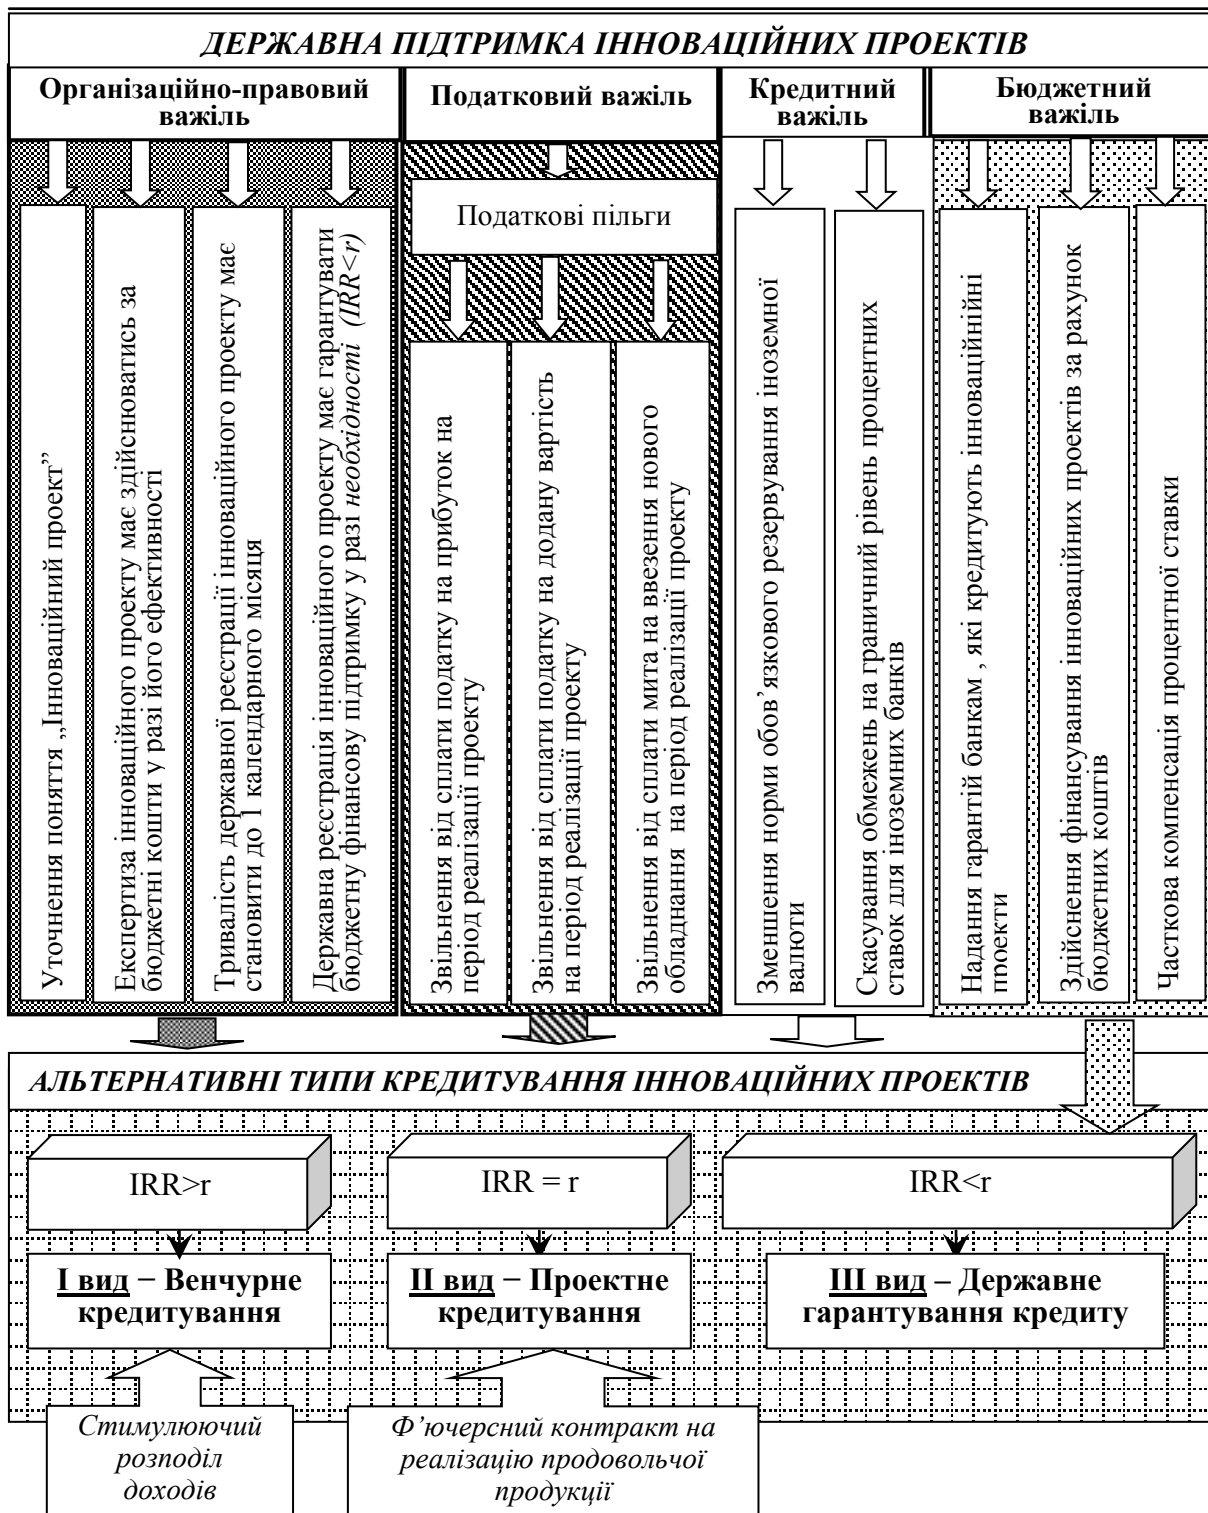 ДЕРЖАВНА ПІДТРИМКА ІННОВАЦІЙНИХ ПРОЕКТІВ
Організаційно-правовий
важіль
Податковий важіль
Кредитний
важіль
Бюджетний
важіль
Податкові пільги
Уточнення поняття „Інноваційний проект”
Експертиза інноваційного проекту має здійснюватись за
бюджетні кошти у разі його ефективності
Тривалість державної реєстрації інноваційного проекту має
становити до 1 календарного місяця
Державна реєстрація інноваційного проекту має гарантувати
бюджетну фінансову підтримку у разі необхідності (IRR<r)
Звільнення від сплати податку на прибуток на
період реалізації проекту
Звільнення від сплати податку на додану вартість
на період реалізації проекту
Звільнення від сплати мита на ввезення нового
обладнання на період реалізації проекту
Зменшення норми обов’язкового резервування іноземної
валюти
Скасування обмежень на граничний рівень процентних
ставок для іноземних банків
Надання гарантій банкам , які кредитують інноваційнійні
проекти
Здійснення фінансування інноваційних проектів за рахунок
бюджетних коштів
Часткова компенсація процентної ставки
АЛЬТЕРНАТИВНІ ТИПИ КРЕДИТУВАННЯ ІННОВАЦІЙНИХ ПРОЕКТІВ
IRR>r
IRR = r
IRR<r
I вид − Венчурне
кредитування
II вид − Проектне
кредитування
III вид – Державне
гарантування кредиту
Стимулюючий
розподіл
доходів
Ф’ючерсний контракт на
реалізацію продовольчої
продукції